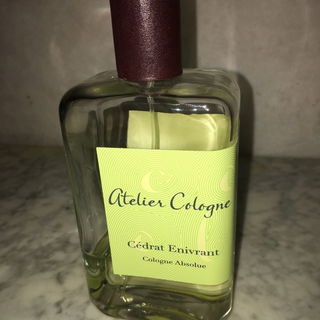 Atelier Cologne
Cédrat Enivrant
Cologne Absolue